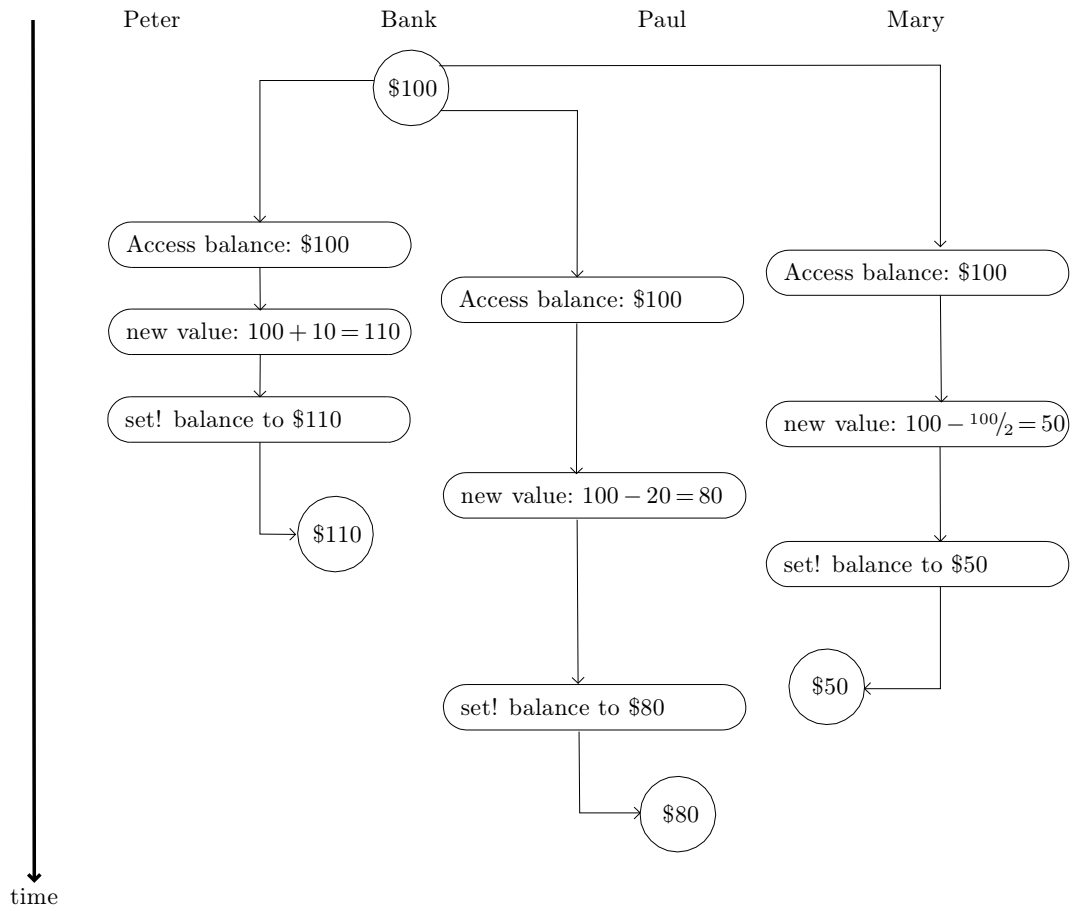 Peter Bank Paul Mary
$100
Access balance: $100
Access balance: $100
Access balance: $100
new value: 100 + 10 = 110
set! balance to $110
new value: 100 − 100/2 = 50
new value: 100 − 20 = 80
$110
set! balance to $50
$50
set! balance to $80
$80
time